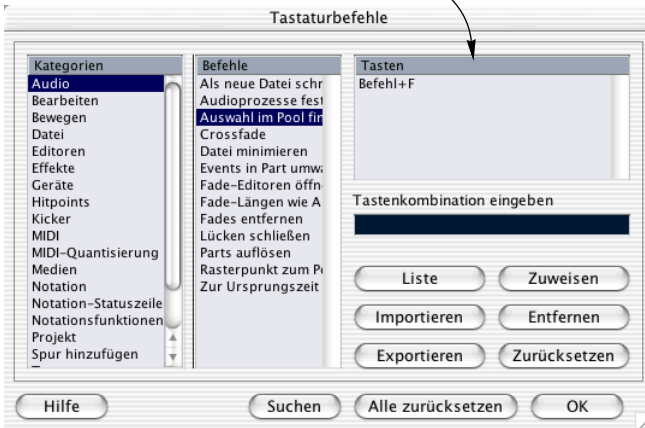 Tastaturbefehle
Kategorien
Audio
Bearbeiten
Bewegen
Datei
Editoren
Effekte
Geräte
Hitpoints
Kicker
MIDI
MIDI-Quantisierung
Medien
Notation
Notation-Statuszeile
Notationsfunktionen
Projekt
Spur hinzufügen
Befehle
Als neue Datei schr
Audioprozesse fest
Auswahl im Pool fin
Crossfade
Datei minimieren
Events in Part umwa
Fade-Editoren öffn
Fade-Längen wie A
Fades entfernen
Lücken schließen
Parts auflösen
Rasterpunkt zum P
Zur Ursprungszeit
Tasten
Befehl+F
Tastenkombination eingeben
Liste
Zuweisen
Importieren
Entfernen
Exportieren
Zurücksetzen
Hilfe
Suchen
Alle zurücksetzen
OK